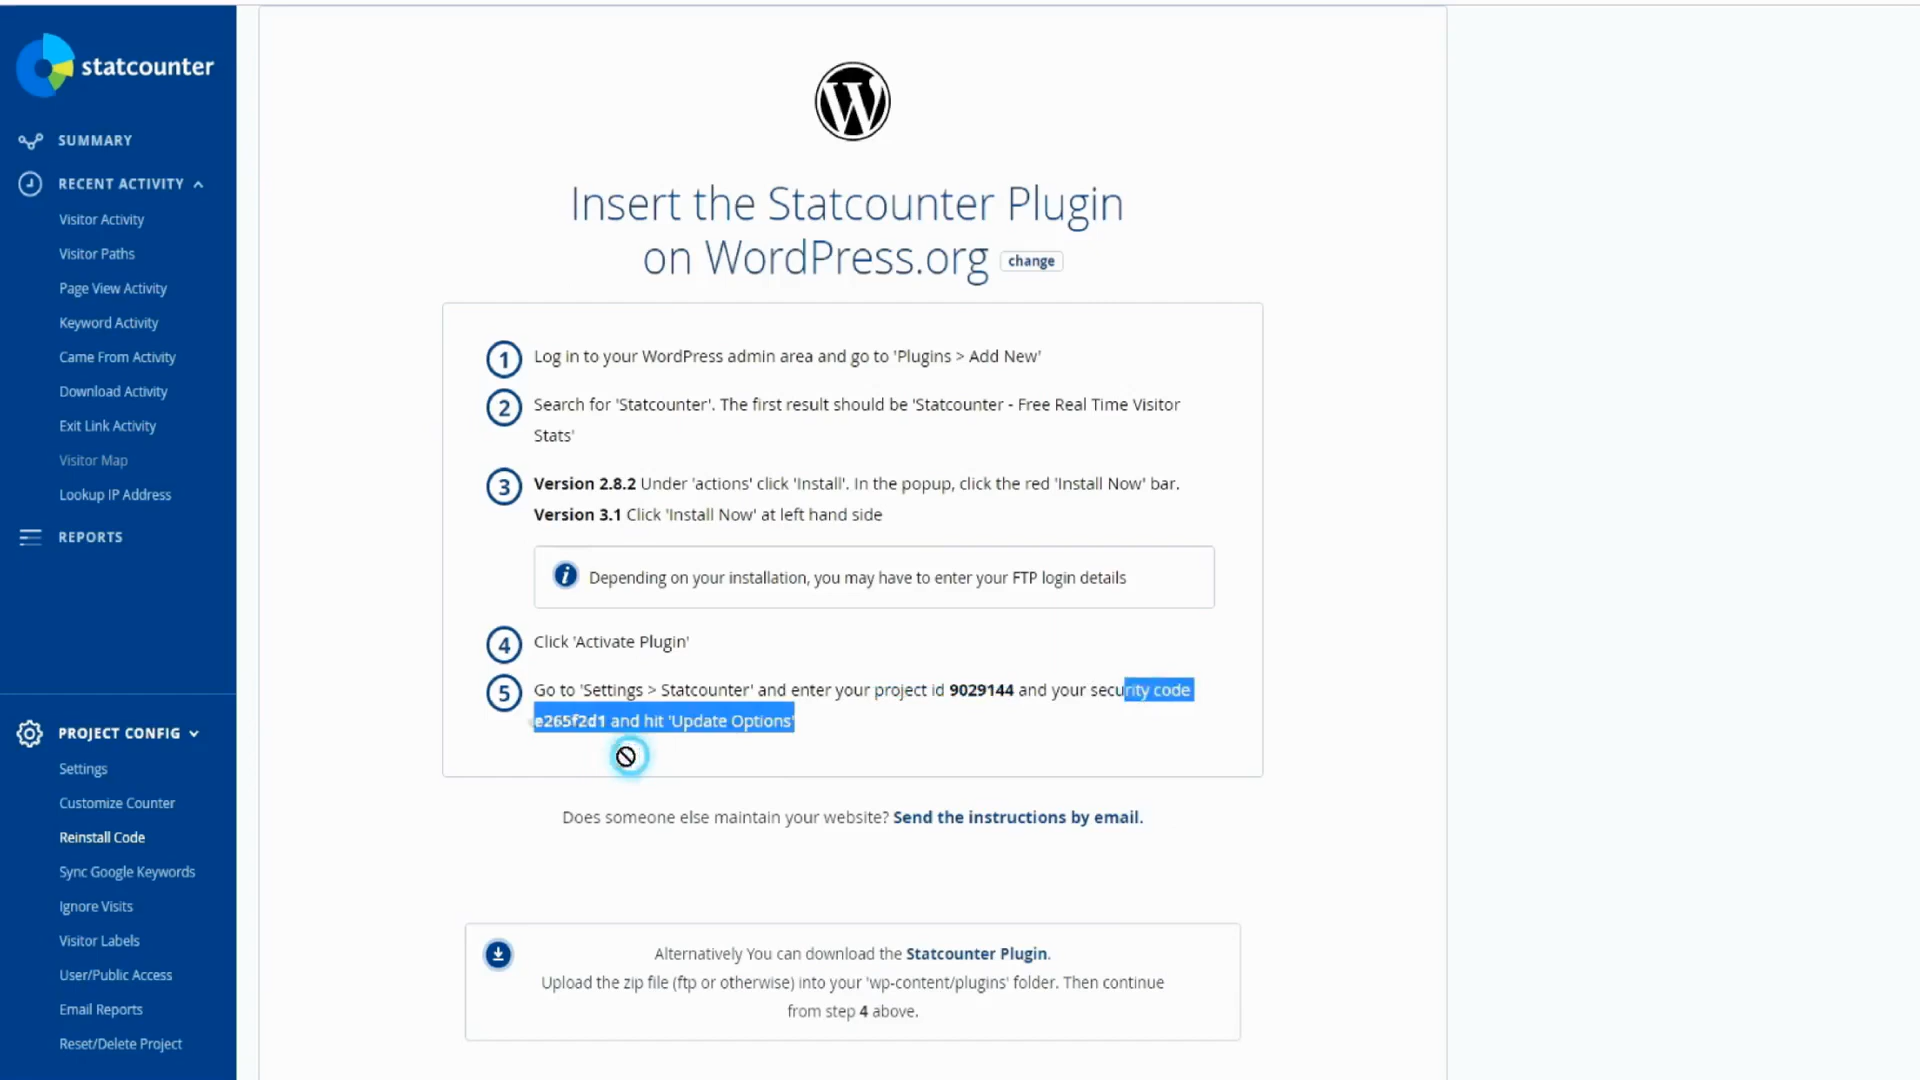 statcounter
SUMMARY
RECENT ACTIVITY
Visitor Activity
Visitor Paths
Page View Activity
Keyword Activity
Came From Activity
Download Activity
Exit Link Activity
Visitor Map
Lookup IP Address
REPORTS
PROJECT CONFIG
Settings
Customize Counter
Reinstall Code
Sync Google Keywords
Ignore Visits
Visitor Labels
User/Public Access
Email Reports
Reset/Delete Project
Insert the Statcounter Plugin
on WordPress.org change
1 Log in to your WordPress admin area and go to 'Plugins > Add New'
2 Search for 'Statcounter'. The first result should be 'Statcounter - Free Real Time Visitor
Stats'
3 Version 2.8.2 Under 'actions' click 'Install'. In the popup, click the red 'Install Now' bar.
Version 3.1 Click 'Install Now' at left hand side
i Depending on your installation, you may have to enter your FTP login details
4 Click 'Activate Plugin'
5 Go to 'Settings > Statcounter' and enter your project id 9029144 and your security code
e265f2d1 and hit 'Update Options'
Does someone else maintain your website? Send the instructions by email.
Alternatively You can download the Statcounter Plugin.
Upload the zip file (ftp or otherwise) into your 'wp-content/plugins' folder. Then continue
from step 4 above.